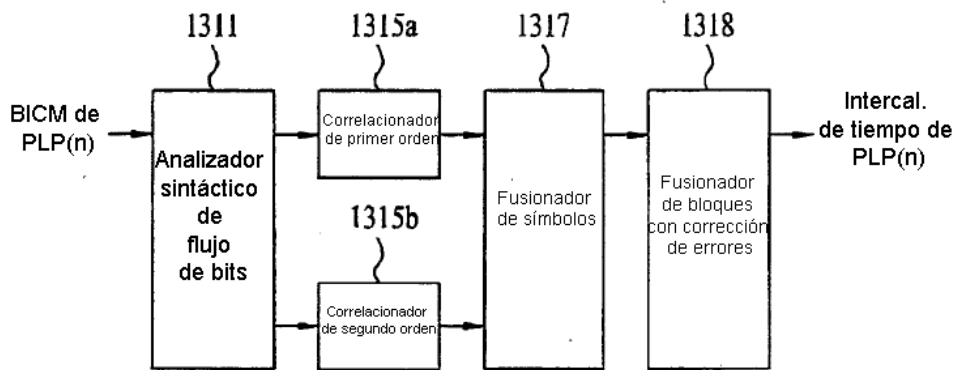 1311
1315a
1317
1318
BICM de
PLP(n)
Analizador
sintáctico
de
flujo
de bits
Correlacionador
de primer orden
1315b
Correlacionador
de segundo orden
Fusionador
de símbolos
Fusionador
de bloques
con corrección
de errores
Intercal.
de tiempo de
PLP(n)